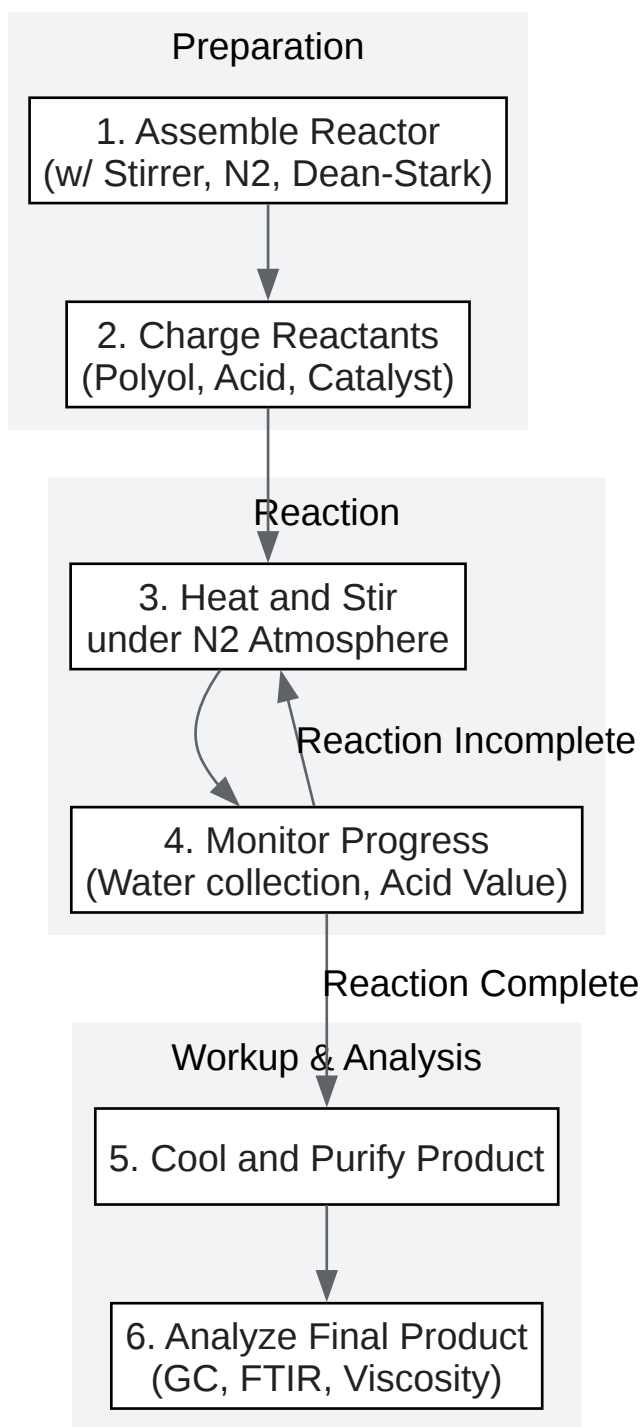 Preparation
1. Assemble Reactor
(w/ Stirrer, N2, Dean-Stark)
2. Charge Reactants
(Polyol, Acid, Catalyst)
Reaction
3. Heat and Stir
under N2 Atmosphere
Reaction Incomplete
4. Monitor Progress
(Water collection, Acid Value)
Reaction Complete
Workup & Analysis
5. Cool and Purify Product
6. Analyze Final Product
(GC, FTIR, Viscosity)